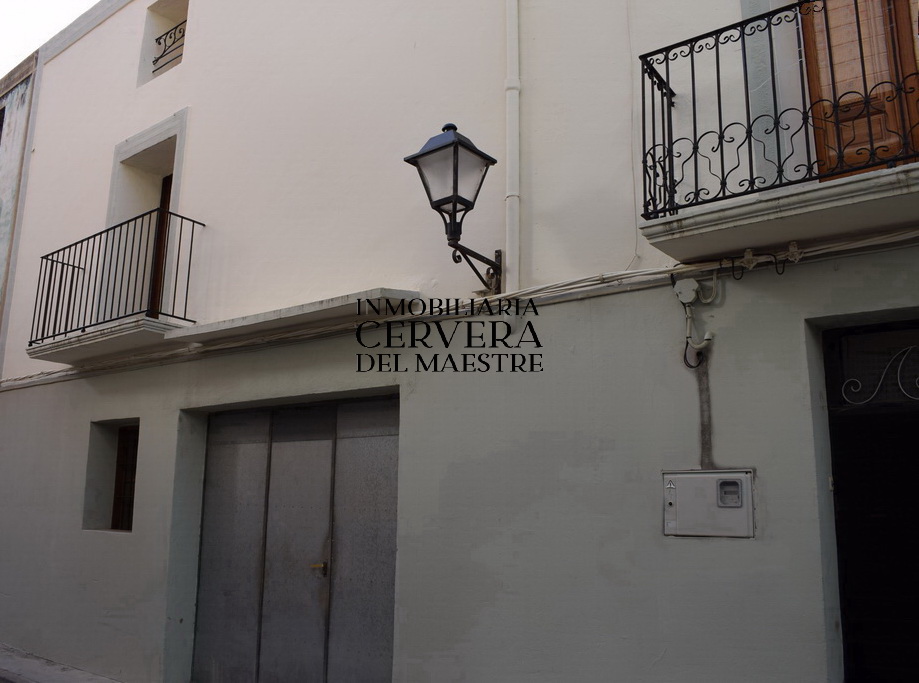 INMOBILIARIA
CERVERA
DEL MAESTRE